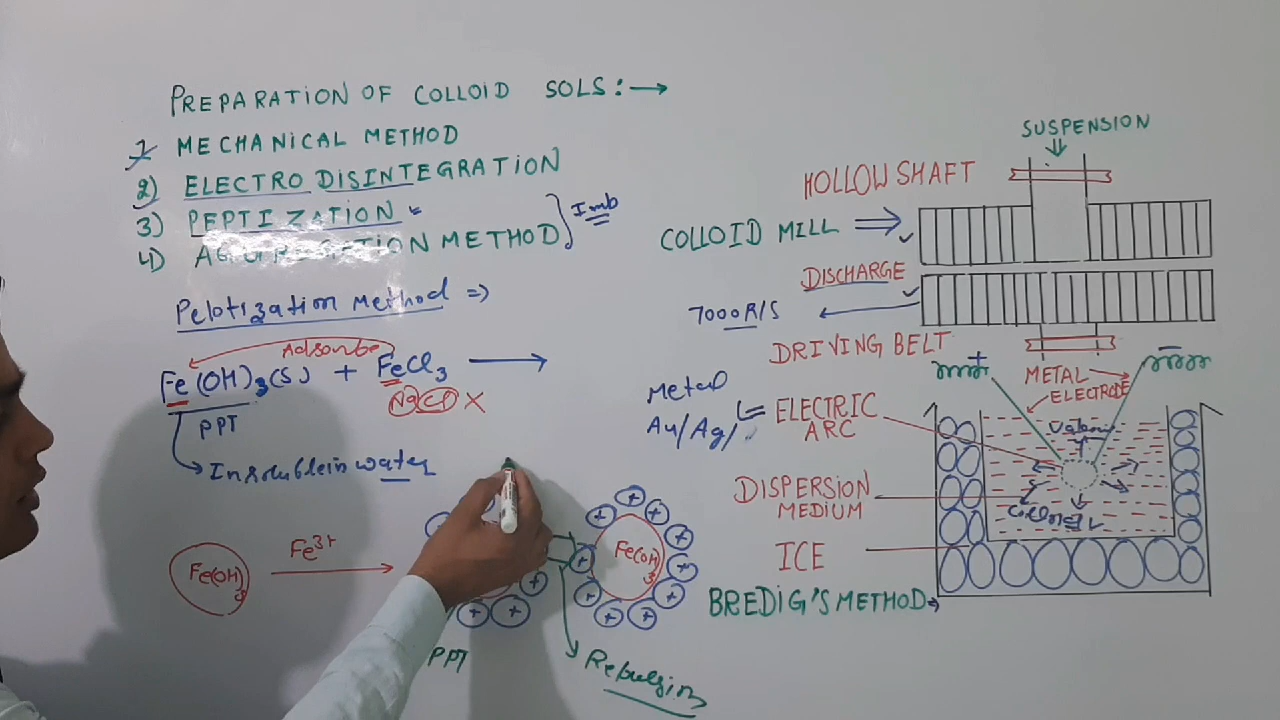 PREPARATION OF COLLOID SOLS:→
1 MECHANICAL METHOD
2) ELECTRO DISINTEGRATION
3) PEPTIZATION
4) METHOD
Imb
Pelotization Method ⇒
Adsorbe
Fe(OH)3(S) + FeCl3 →
NaCl X
PPT
Insoluble in water
Fe(OH)3
Fe3+
+ + + + + + + + + + + + +
Fe(OH)3
PPT
Repulsion
SUSPENSION
HOLLOW SHAFT
COLLOID MILL ⇒
DISCHARGE
7000R/S
DRIVING BELT
+ -
METAL
ELECTRODE
Metal
Au/Ag/
ELECTRIC
ARC
DISPERSION
MEDIUM
ICE
BREDIG'S METHOD→